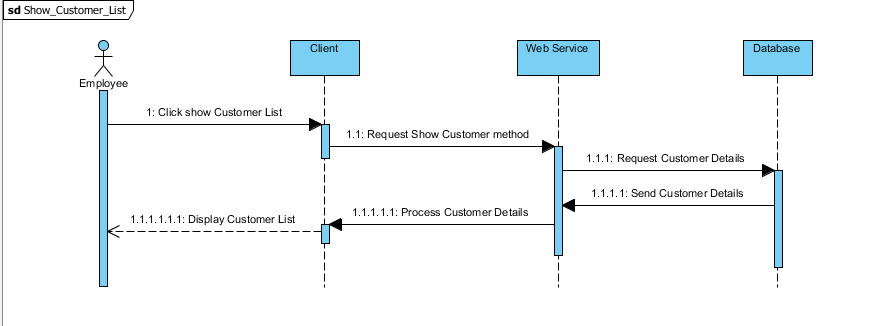 sd Show_Customer_List
Client
Web Service
Database
Employee
1: Click show Customer List
1.1: Request Show Customer method
1.1.1: Request Customer Details
1.1.1.1: Send Customer Details
1.1.1.1.1: Process Customer Details
1.1.1.1.1.1: Display Customer List